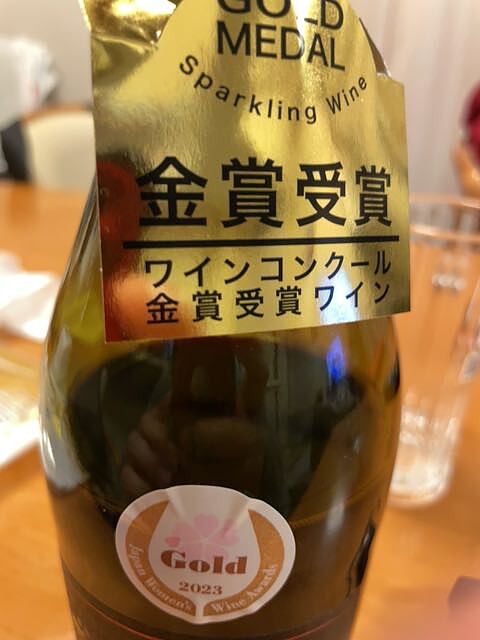 GOLD
MEDAL
Sparkling Wine
金賞受賞
ワインコンクール
金賞受賞ワイン
Gold
2023
Japan Women's Wine Awards